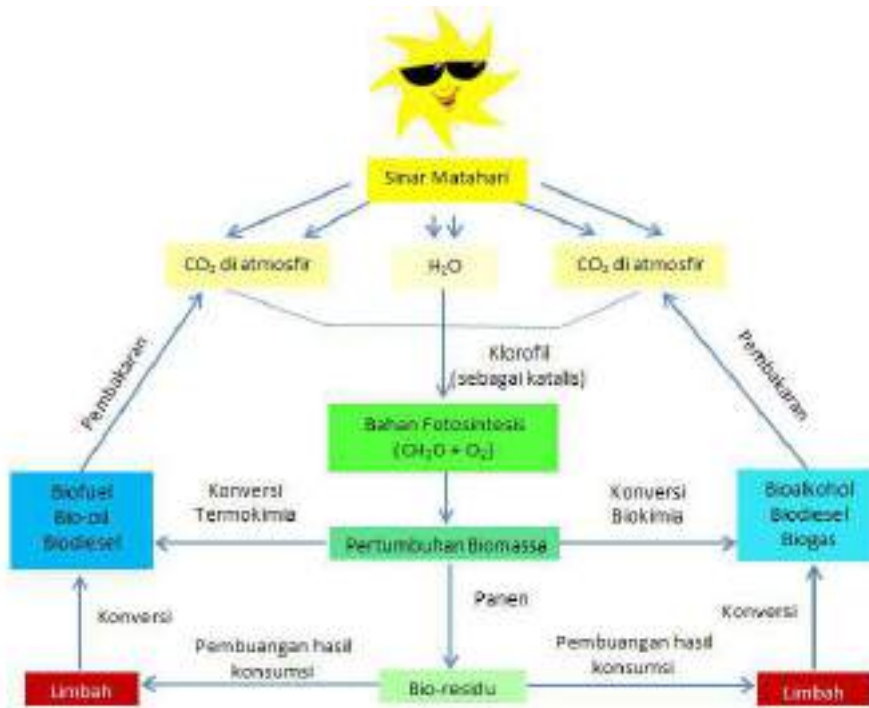 Sinar Matahari
CO₂ di atmosfir
H₂O
CO₂ di atmosfir
Pembakaran
Klorofil
(sebagai katalis)
Pembakaran
Bahan Fotosintesis
(CH₂O + O₂)
Biofuel
Bio-oil
Biodiesel
Konversi
Termokimia
Konversi
Biokimia
Bioalkohol
Biodiesel
Biogas
Pertumbuhan Biomassa
Konversi
Panen
Konversi
Pembuangan hasil
konsumsi
Pembuangan hasil
konsumsi
Limbah
Bio-residu
Limbah